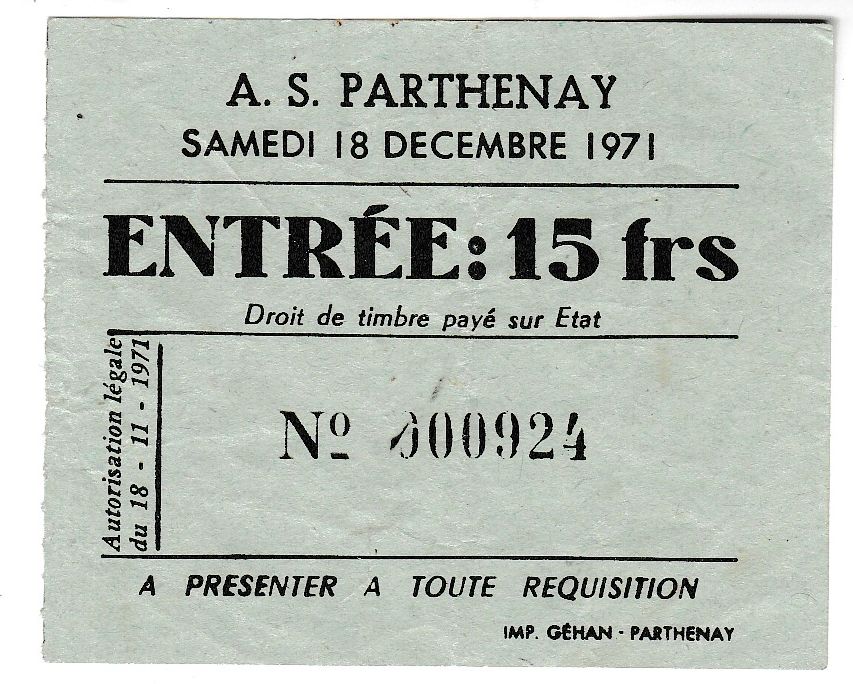 A. S. PARTHENAY
SAMEDI 18 DECEMBRE 1971
ENTRÉE: 15 frs
Droit de timbre payé sur Etat
Autorisation légale
du 18 - 11 - 1971
Nº 000924
A PRESENTER A TOUTE REQUISITION
IMP. GÉHAN - PARTHENAY